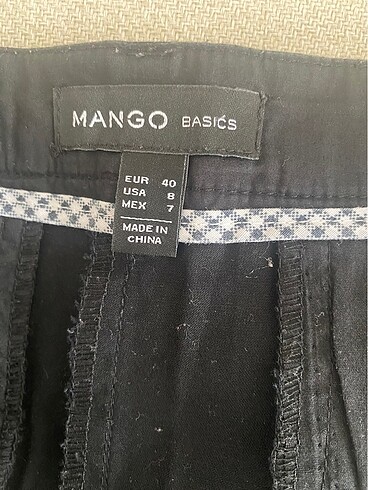 MANGO BASICS
EUR 40
USA 8
MEX 7
MADE IN
CHINA